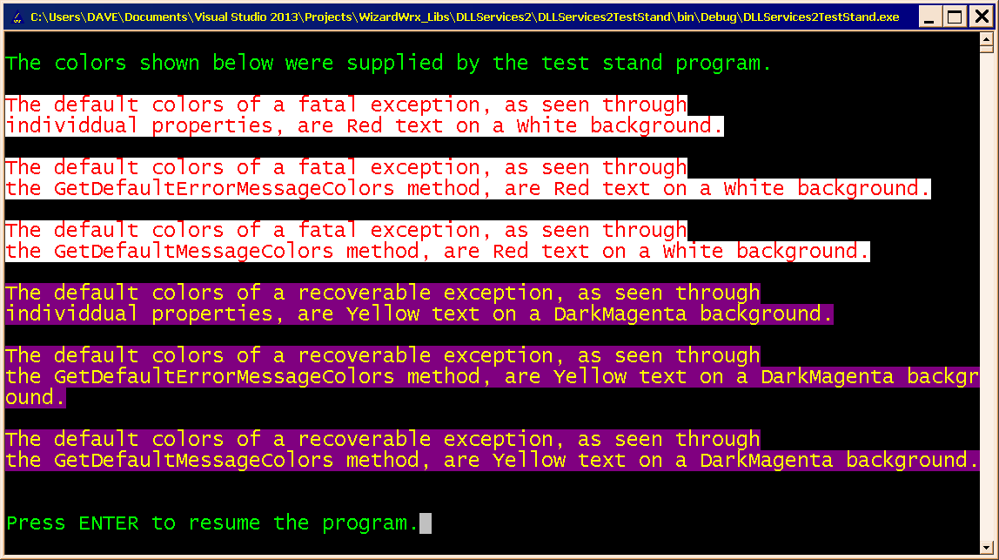 C:\Users\DAVE\Documents\Visual Studio 2013\Projects\WizardWrx_Libs\DLLServices2\DLLServices2TestStand\bin\Debug\DLLServices2TestStand.exe
The colors shown below were supplied by the test stand program.
The default colors of a fatal exception, as seen through
individdual properties, are Red text on a White background.
The default colors of a fatal exception, as seen through
the GetDefaultErrorMessageColors method, are Red text on a White background.
The default colors of a fatal exception, as seen through
the GetDefaultMessageColors method, are Red text on a White background.
The default colors of a recoverable exception, as seen through
individdual properties, are Yellow text on a DarkMagenta background.
The default colors of a recoverable exception, as seen through
the GetDefaultErrorMessageColors method, are Yellow text on a DarkMagenta backgr
ound.
The default colors of a recoverable exception, as seen through
the GetDefaultMessageColors method, are Yellow text on a DarkMagenta background.
Press ENTER to resume the program.